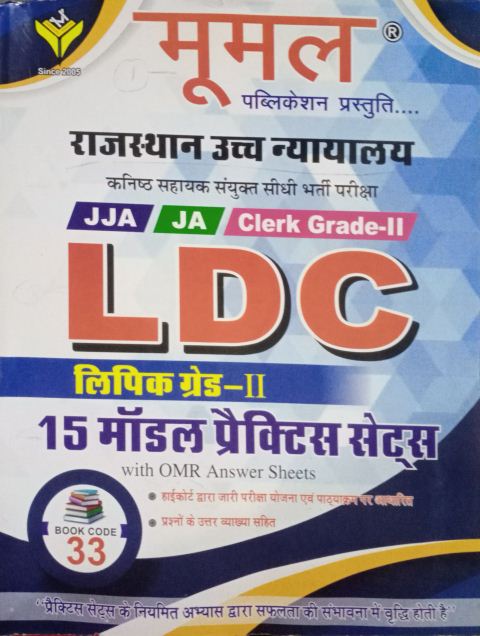 M
Since 2005
मूमल®
पब्लिकेशन प्रस्तुति....
राजस्थान उच्च न्यायालय
कनिष्ठ सहायक संयुक्त सीधी भर्ती परीक्षा
JJA / JA / Clerk Grade-II
LDC
लिपिक ग्रेड-II
15 मॉडल प्रैक्टिस सेट्स
with OMR Answer Sheets
• हाईकोर्ट द्वारा जारी परीक्षा योजना एवं पाठ्यक्रम पर आधारित
• प्रश्नों के उत्तर व्याख्या सहित
BOOK CODE
33
"प्रैक्टिस सेट्स के नियमित अभ्यास द्वारा सफलता की संभावना में वृद्धि होती है"